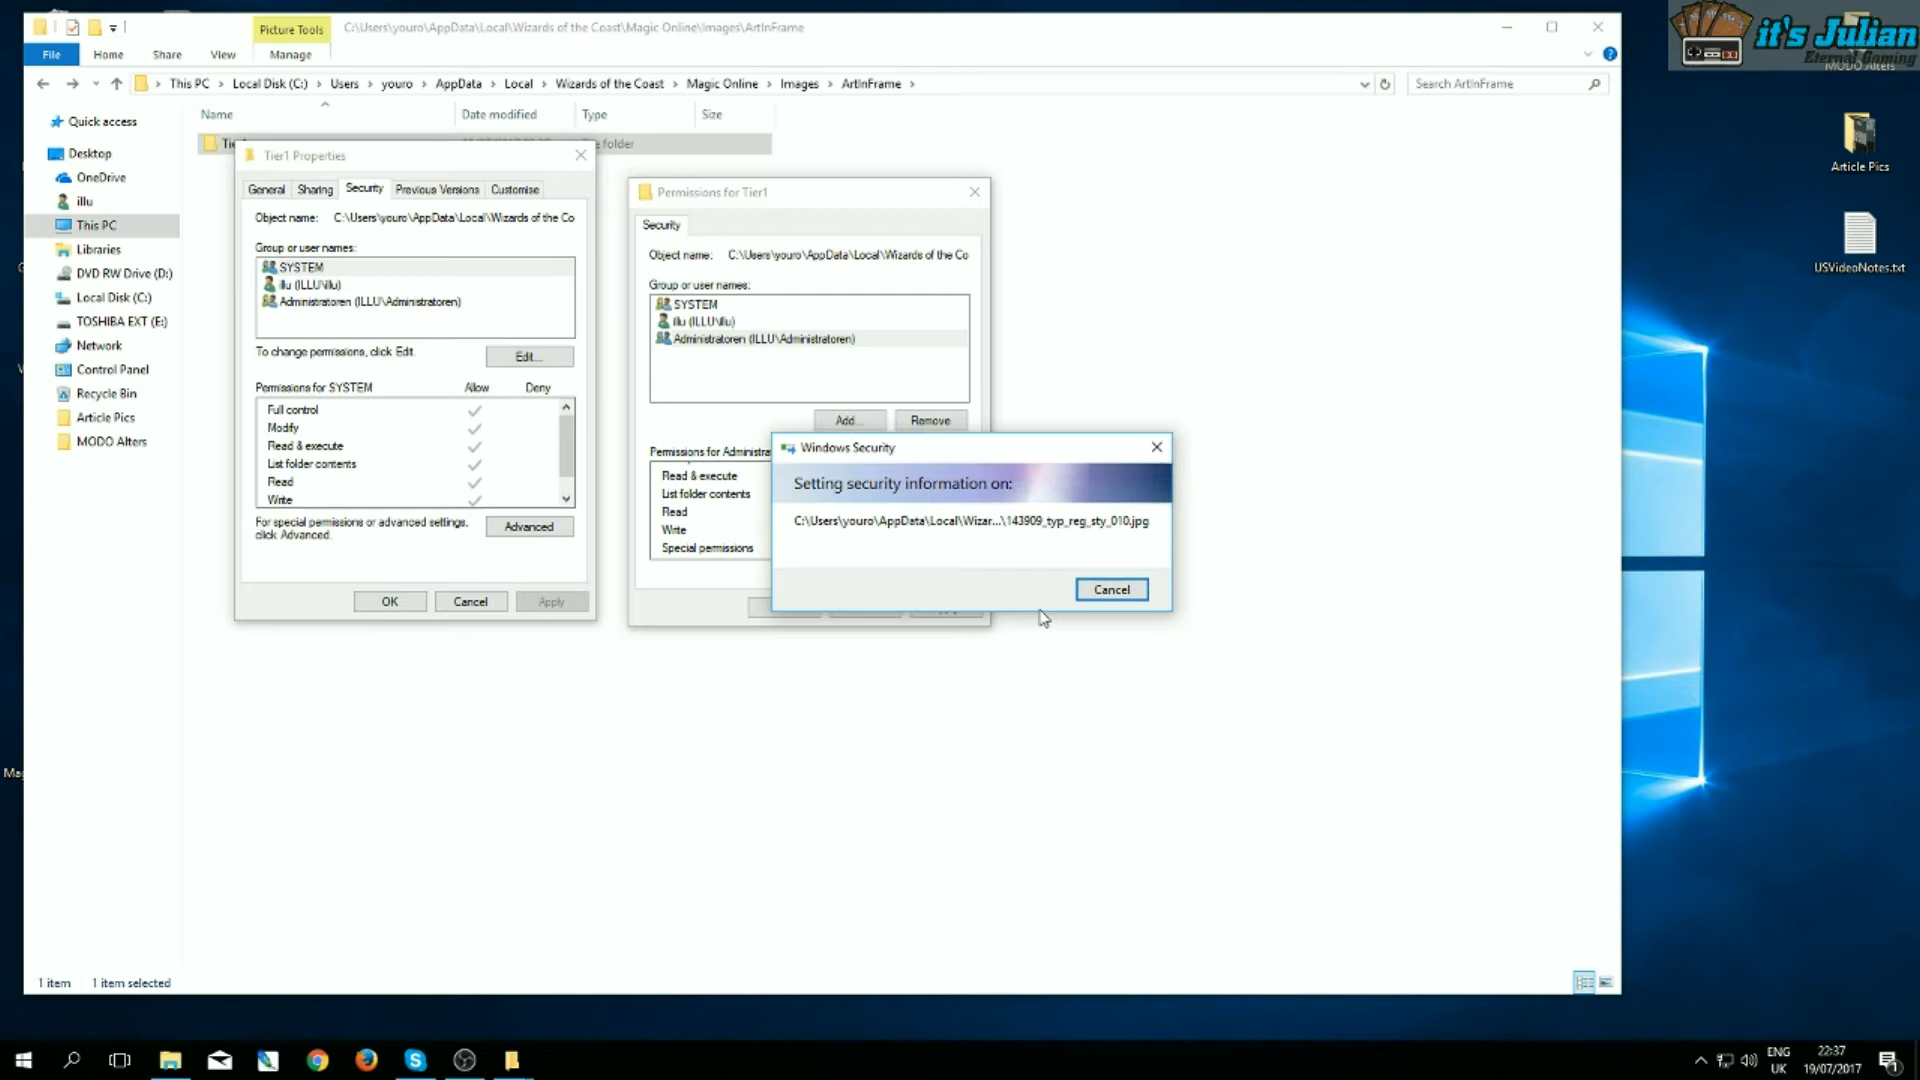 Picture Tools
C:\Users\youro\AppData\Local\Wizards of the Coast\Magic Online\Images\ArtInFrame
File
Home
Share
View
Manage
This PC
Local Disk (C:)
Users
youro
AppData
Local
Wizards of the Coast
Magic Online
Images
ArtInFrame
Search ArtInFrame
Name
Date modified
Type
Size
folder
Quick access
Desktop
OneDrive
illu
This PC
Libraries
DVD RW Drive (D:)
Local Disk (C:)
TOSHIBA EXT (E:)
Network
Control Panel
Recycle Bin
Article Pics
MODO Alters
Tier1 Properties
General
Sharing
Security
Previous Versions
Customise
Object name: C:\Users\youro\AppData\Local\Wizards of the Co
Group or user names:
SYSTEM
illu (ILLU\illu)
Administratoren (ILLU\Administratoren)
To change permissions, click Edit.
Edit...
Permissions for SYSTEM
Allow
Deny
Full control
Modify
Read & execute
List folder contents
Read
Write
For special permissions or advanced settings,
click Advanced.
Advanced
OK
Cancel
Apply
Permissions for Tier1
Security
Object name: C:\Users\youro\AppData\Local\Wizards of the Co
Group or user names:
SYSTEM
illu (ILLU\illu)
Administratoren (ILLU\Administratoren)
Add...
Remove
Permissions for Administra
Read & execute
List folder contents
Read
Write
Special permissions
Windows Security
Setting security information on:
C:\Users\youro\AppData\Local\Wizar...\143909_typ_reg_sty_010.jpg
Cancel
1 item
1 item selected
it's Julian
Eternal Gaming
MODO Alters
Article Pics
USVideoNotes.txt
ENG
UK
22:37
19/07/2017
1